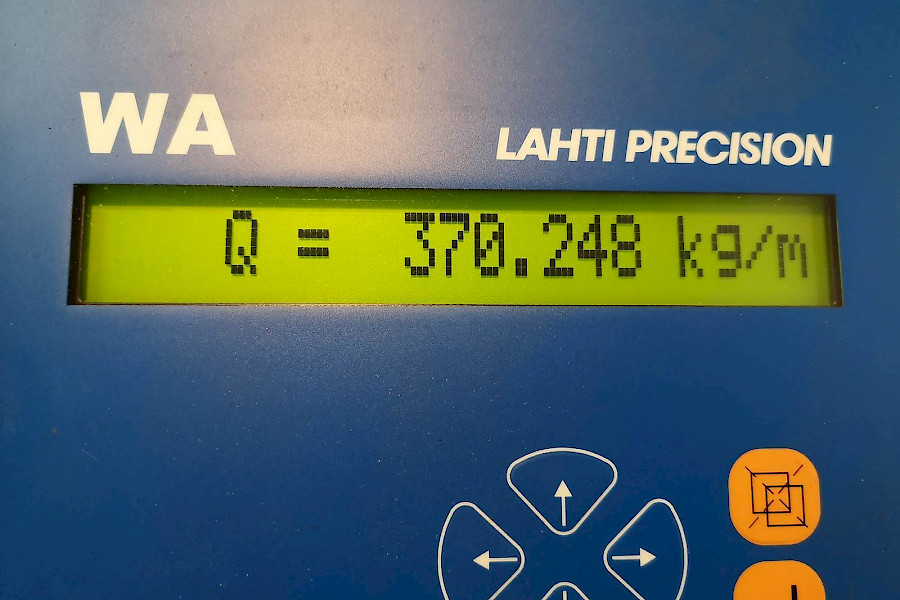 WA
LAHTI PRECISION
Q = 370.248 kg/m